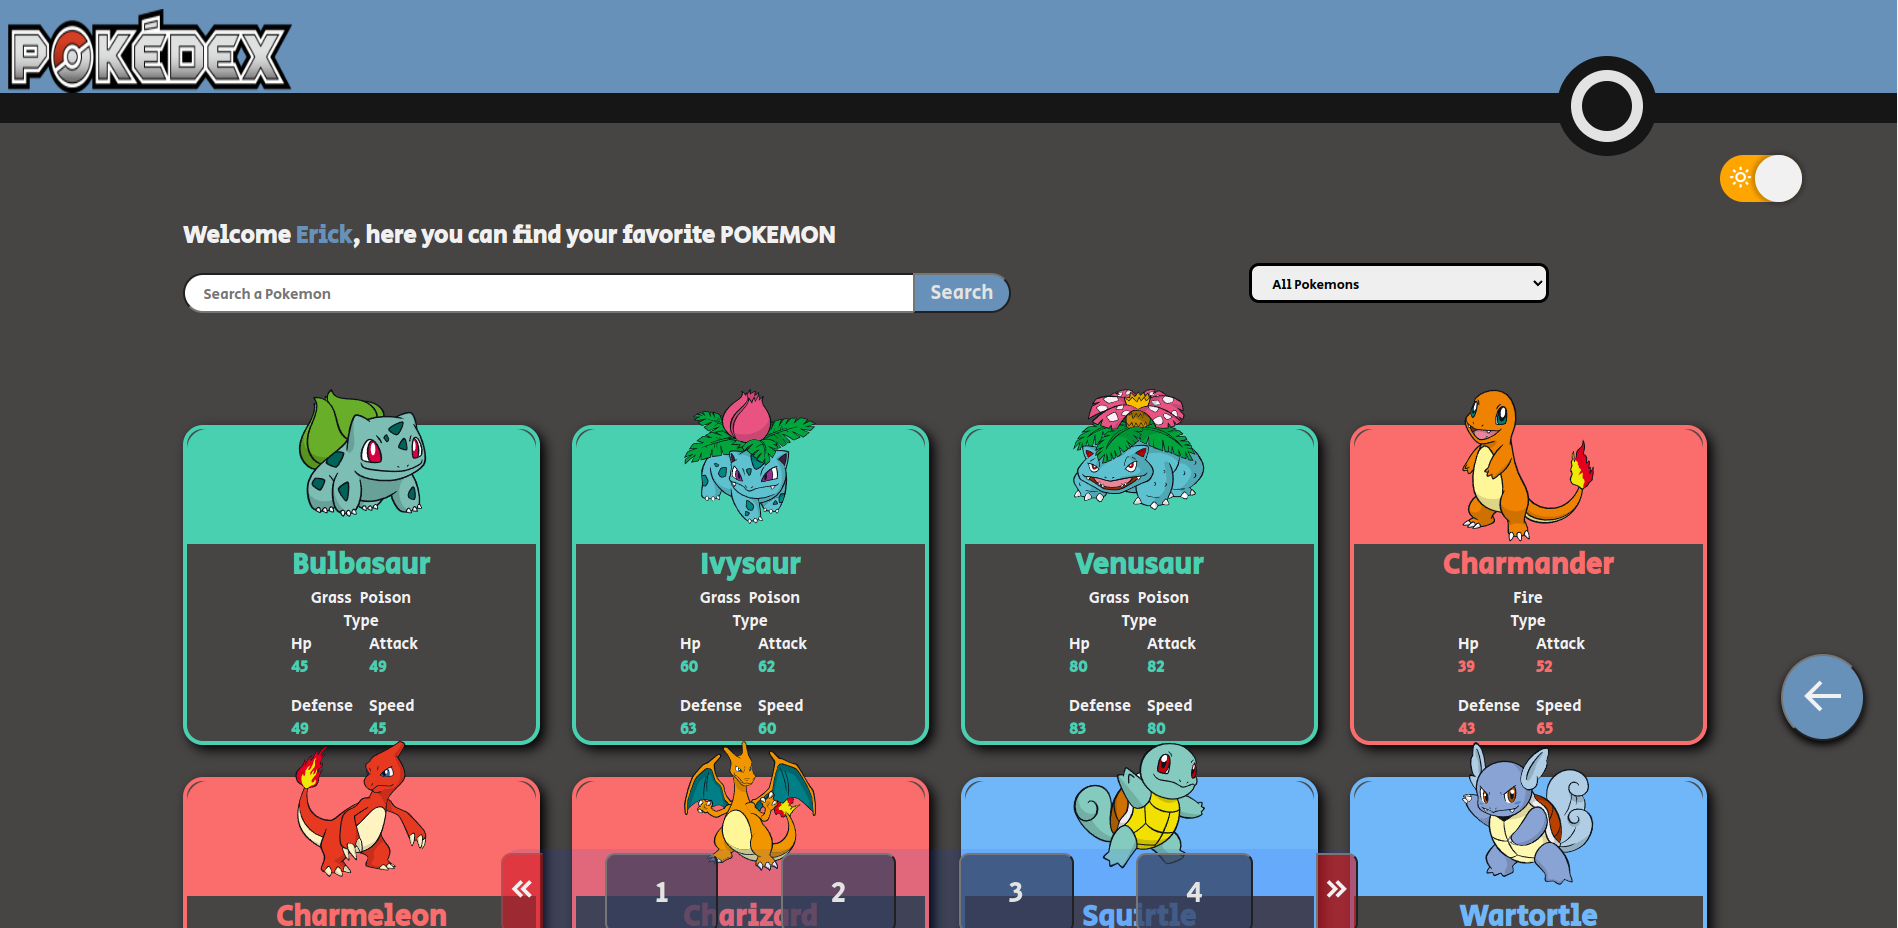 POKÉDEX
Welcome Erick, here you can find your favorite POKEMON
Search a Pokemon
Search
All Pokemons
Bulbasaur
Grass Poison
Type
Hp Attack
45 49
Defense Speed
49 45
Ivysaur
Grass Poison
Type
Hp Attack
60 62
Defense Speed
63 60
Venusaur
Grass Poison
Type
Hp Attack
80 82
Defense Speed
83 80
Charmander
Fire
Type
Hp Attack
39 52
Defense Speed
43 65
« 1 2 3 4 »
Charmeleon
Charizard
Squirtle
Wartortle